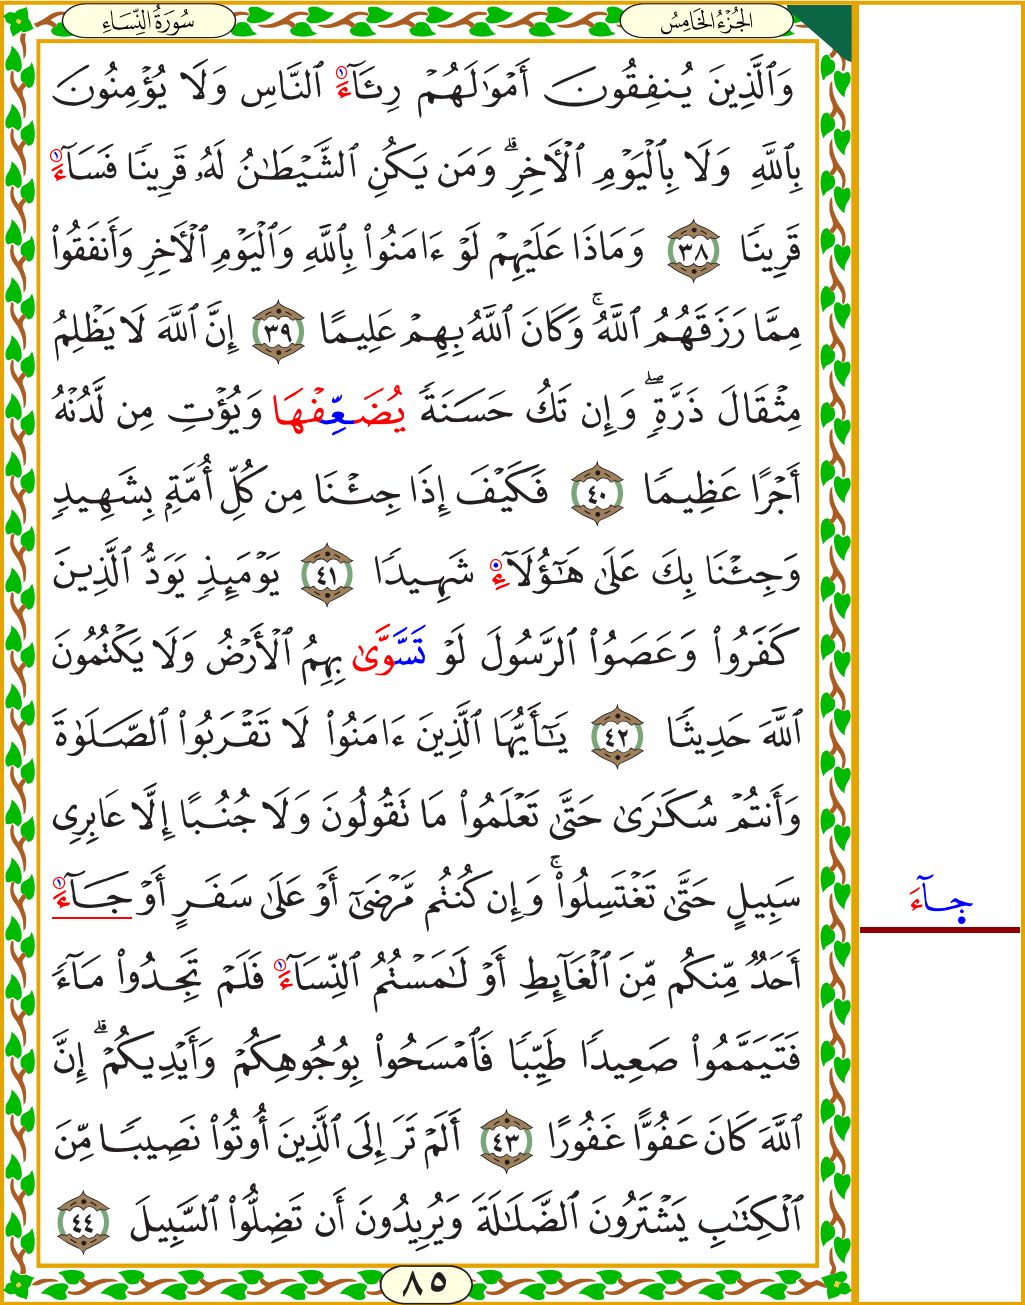 الجُزْءُ الخَامِسُ
سُورَةُ النِّسَاءِ
وَٱلَّذِينَ يُنفِقُونَ أَمۡوَٰلَهُمۡ رِئَآءَ ٱلنَّاسِ وَلَا يُؤۡمِنُونَ
بِٱللَّهِ وَلَا بِٱلۡيَوۡمِ ٱلۡأٓخِرِۗ وَمَن يَكُنِ ٱلشَّيۡطَٰنُ لَهُۥ قَرِينٗا فَسَآءَ
قَرِينٗا ٣٨ وَمَاذَا عَلَيۡهِمۡ لَوۡ ءَامَنُواْ بِٱللَّهِ وَٱلۡيَوۡمِ ٱلۡأٓخِرِ وَأَنفَقُواْ
مِمَّا رَزَقَهُمُ ٱللَّهُۚ وَكَانَ ٱللَّهُ بِهِمۡ عَلِيمًا ٣٩ إِنَّ ٱللَّهَ لَا يَظۡلِمُ
مِثۡقَالَ ذَرَّةٖۖ وَإِن تَكُ حَسَنَةٗ يُضَعِّفۡهَا وَيُؤۡتِ مِن لَّدُنۡهُ
أَجۡرًا عَظِيمٗا ٤٠ فَكَيۡفَ إِذَا جِئۡنَا مِن كُلِّ أُمَّةِۭ بِشَهِيدٖ
وَجِئۡنَا بِكَ عَلَىٰ هَٰٓؤُلَآءِ شَهِيدٗا ٤١ يَوۡمَئِذٖ يَوَدُّ ٱلَّذِينَ
كَفَرُواْ وَعَصَوُاْ ٱلرَّسُولَ لَوۡ تَسَّوَّىٰ بِهِمُ ٱلۡأَرۡضُ وَلَا يَكۡتُمُونَ
ٱللَّهَ حَدِيثٗا ٤٢ يَٰٓأَيُّهَا ٱلَّذِينَ ءَامَنُواْ لَا تَقۡرَبُواْ ٱلصَّلَوٰةَ
وَأَنتُمۡ سُكَٰرَىٰ حَتَّىٰ تَعۡلَمُواْ مَا تَقُولُونَ وَلَا جُنُبًا إِلَّا عَابِرِي
سَبِيلٍ حَتَّىٰ تَغۡتَسِلُواْۚ وَإِن كُنتُم مَّرۡضَىٰٓ أَوۡ عَلَىٰ سَفَرٍ أَوۡ جَآءَ
جآءَ
أَحَدٞ مِّنكُم مِّنَ ٱلۡغَآئِطِ أَوۡ لَٰمَسۡتُمُ ٱلنِّسَآءَ فَلَمۡ تَجِدُواْ مَآءٗ
فَتَيَمَّمُواْ صَعِيدٗا طَيِّبٗا فَٱمۡسَحُواْ بِوُجُوهِكُمۡ وَأَيۡدِيكُمۡۗ إِنَّ
ٱللَّهَ كَانَ عَفُوًّا غَفُورًا ٤٣ أَلَمۡ تَرَ إِلَى ٱلَّذِينَ أُوتُواْ نَصِيبٗا مِّنَ
ٱلۡكِتَٰبِ يَشۡتَرُونَ ٱلضَّلَٰلَةَ وَيُرِيدُونَ أَن تَضِلُّواْ ٱلسَّبِيلَ ٤٤
٨٥